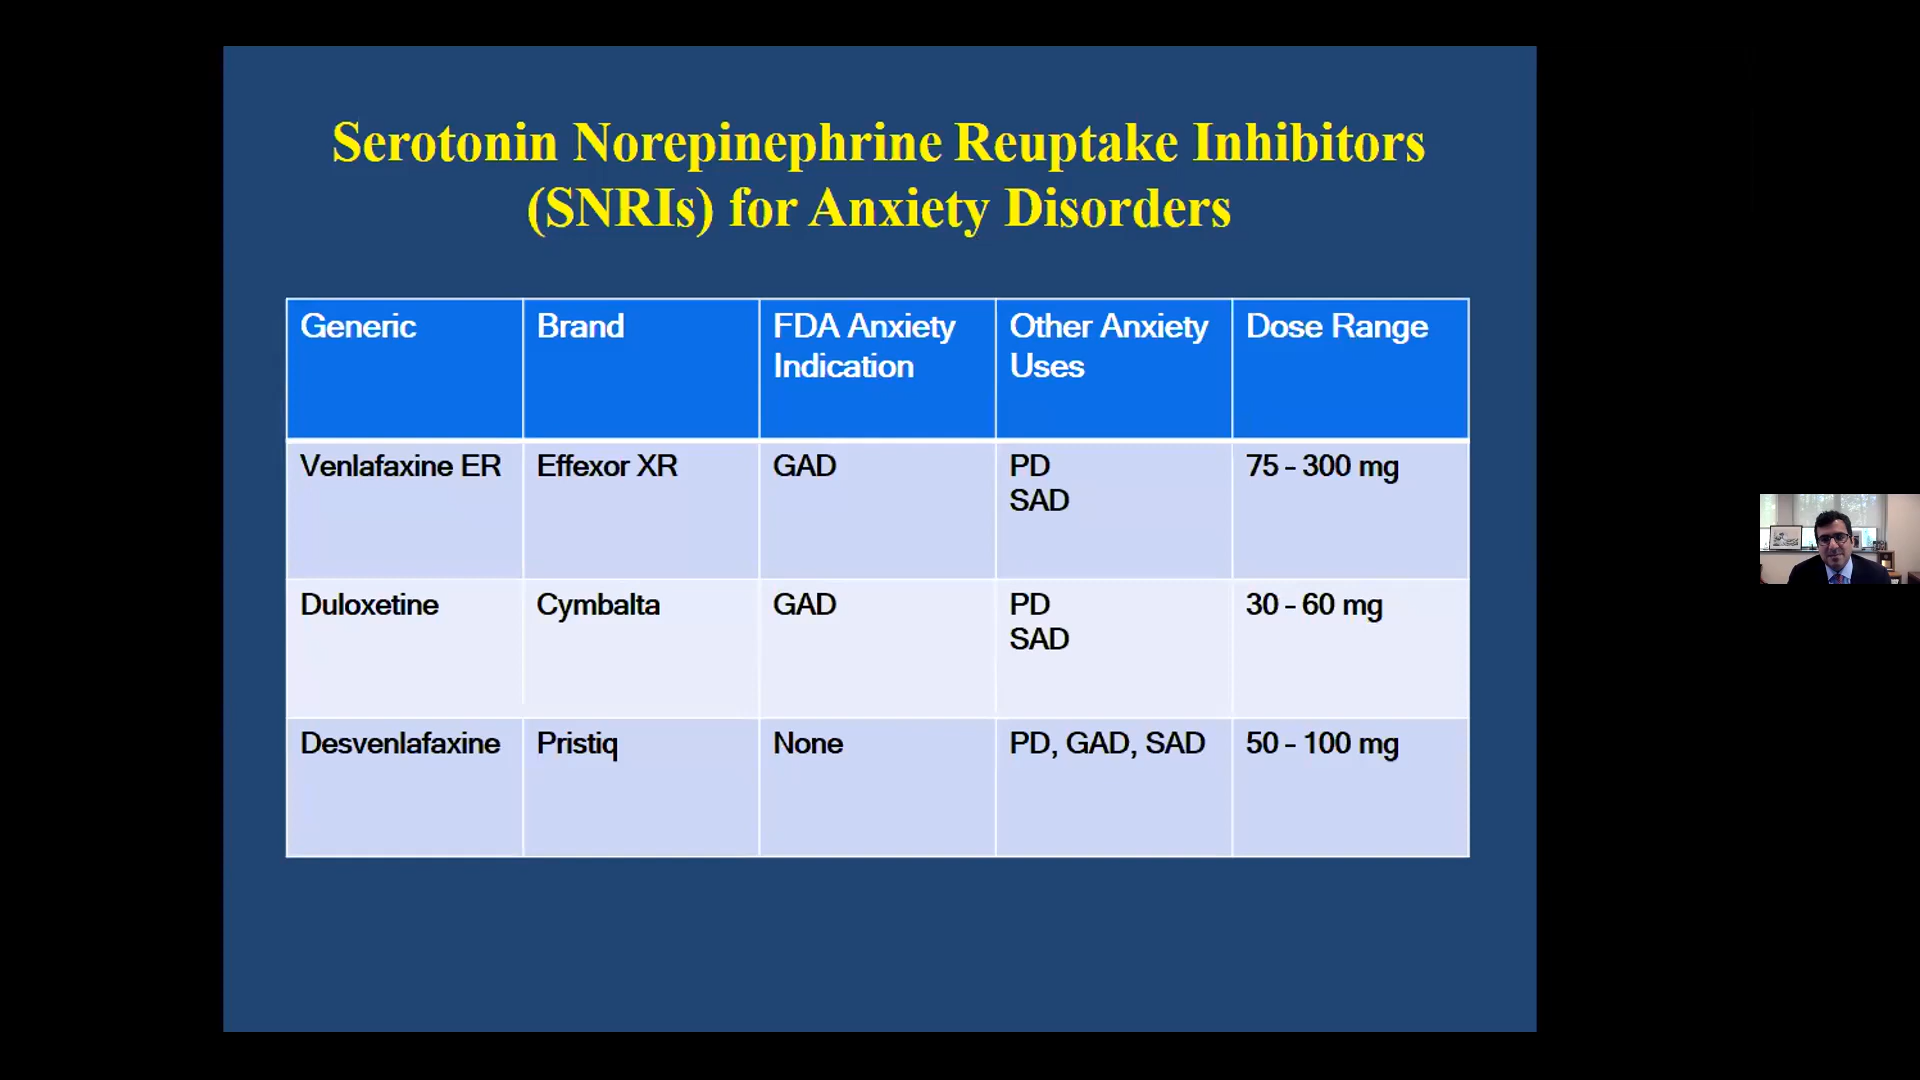 Serotonin Norepinephrine Reuptake Inhibitors
(SNRIs) for Anxiety Disorders
Generic
Brand
FDA Anxiety
Indication
Other Anxiety
Uses
Dose Range
Venlafaxine ER
Effexor XR
GAD
PD
SAD
75 - 300 mg
Duloxetine
Cymbalta
GAD
PD
SAD
30 - 60 mg
Desvenlafaxine
Pristiq
None
PD, GAD, SAD
50 - 100 mg